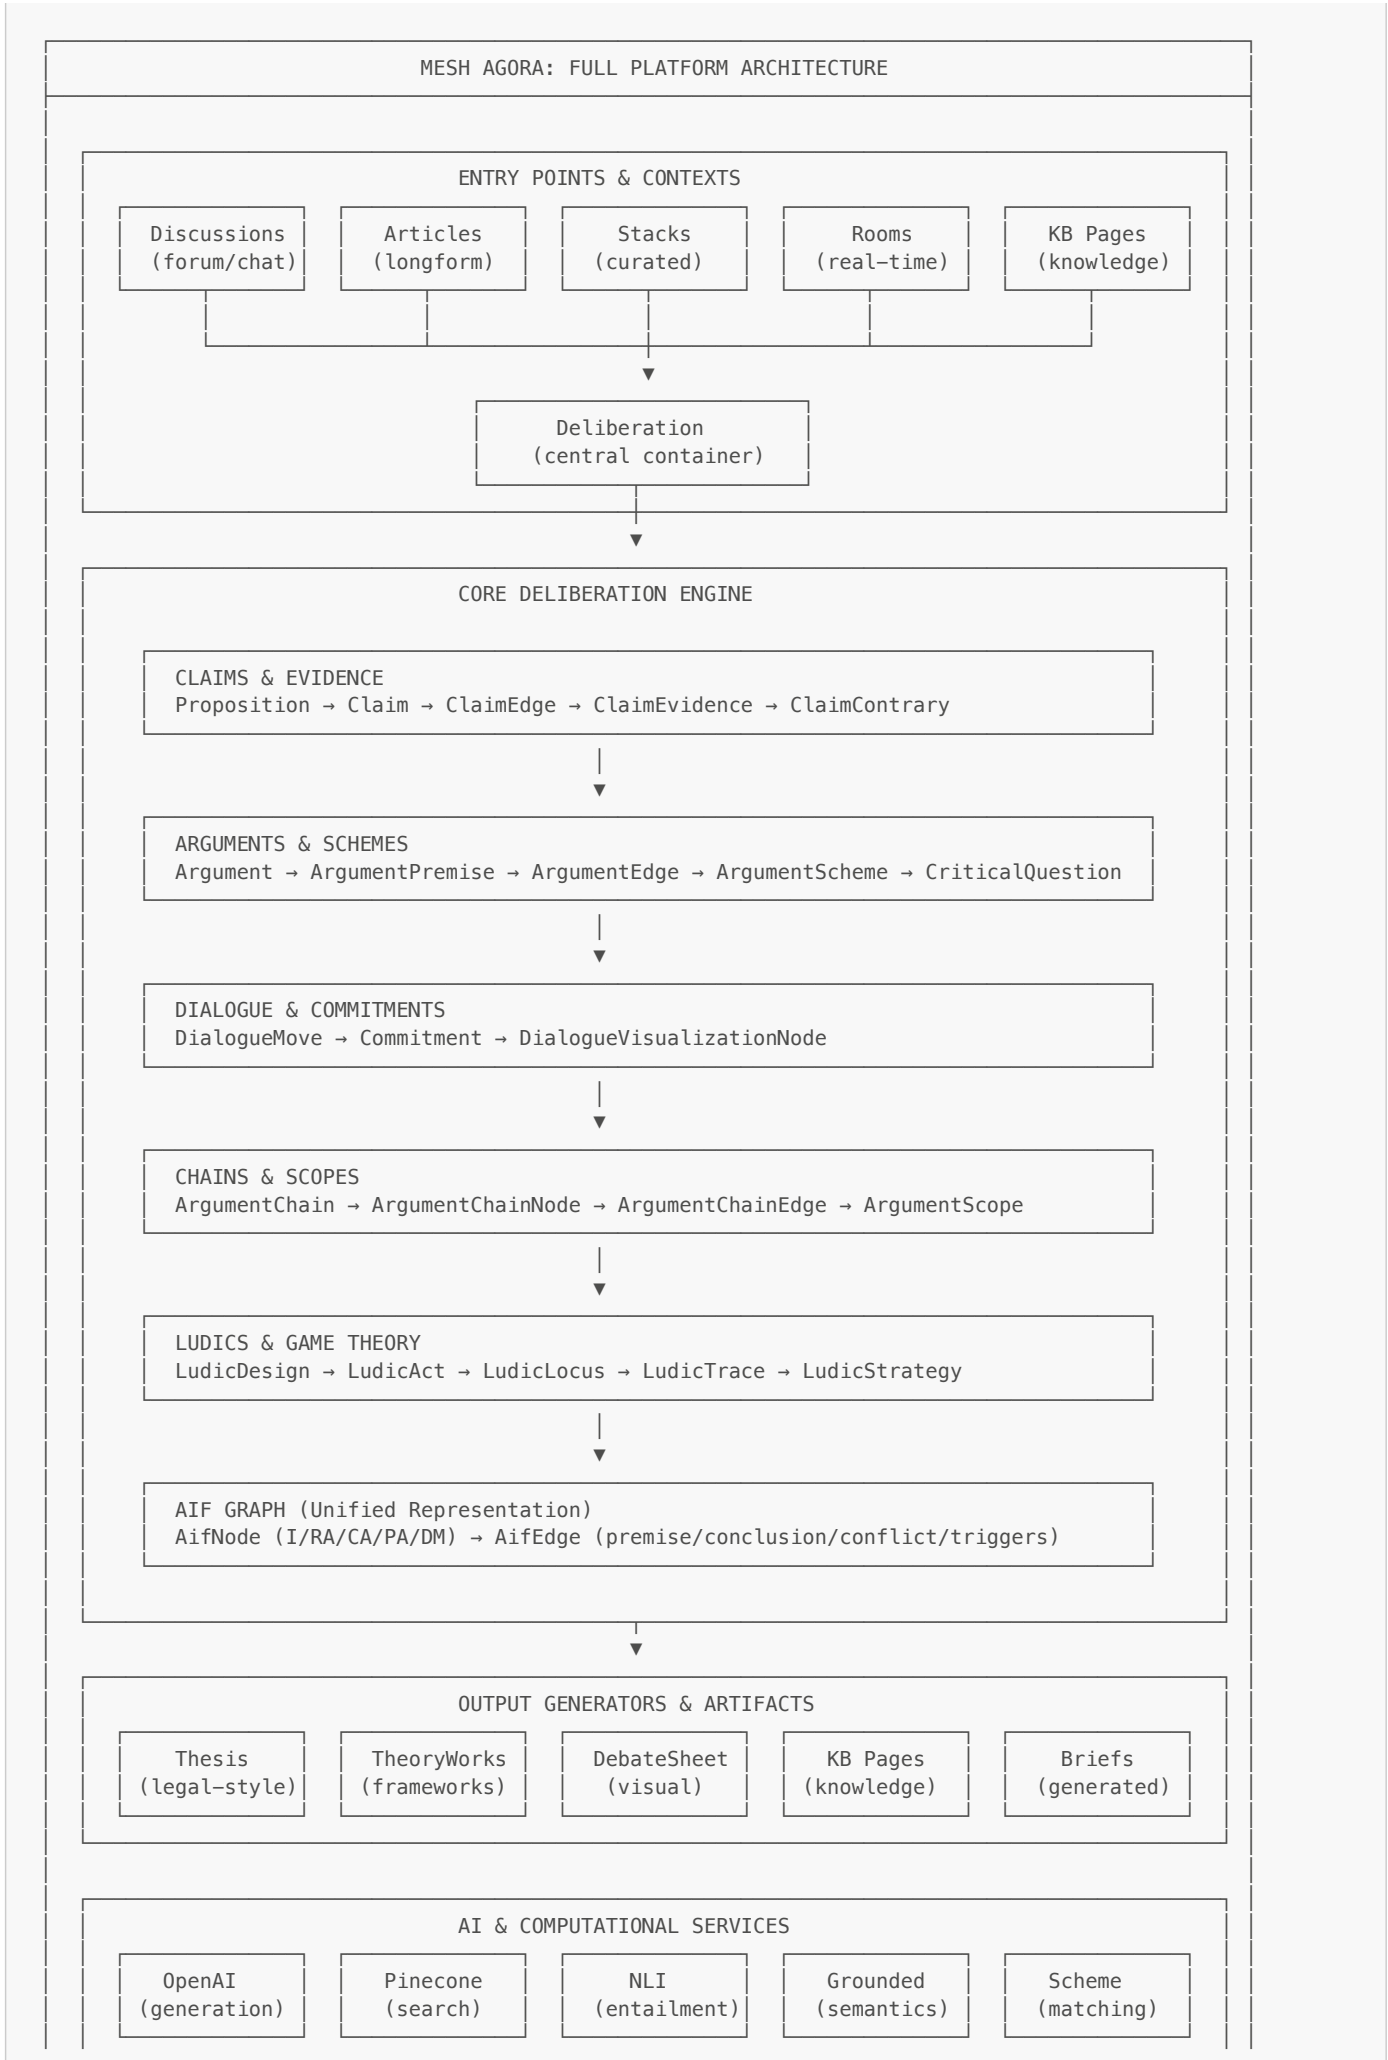 MESH AGORA: FULL PLATFORM ARCHITECTURE
ENTRY POINTS & CONTEXTS
Discussions Articles Stacks Rooms KB Pages
(forum/chat) (longform) (curated) (real-time) (knowledge)
▼
Deliberation
(central container)
▼
CORE DELIBERATION ENGINE
CLAIMS & EVIDENCE
Proposition → Claim → ClaimEdge → ClaimEvidence → ClaimContrary
▼
ARGUMENTS & SCHEMES
Argument → ArgumentPremise → ArgumentEdge → ArgumentScheme → CriticalQuestion
▼
DIALOGUE & COMMITMENTS
DialogueMove → Commitment → DialogueVisualizationNode
▼
CHAINS & SCOPES
ArgumentChain → ArgumentChainNode → ArgumentChainEdge → ArgumentScope
▼
LUDICS & GAME THEORY
LudicDesign → LudicAct → LudicLocus → LudicTrace → LudicStrategy
▼
AIF GRAPH (Unified Representation)
AifNode (I/RA/CA/PA/DM) → AifEdge (premise/conclusion/conflict/triggers)
▼
OUTPUT GENERATORS & ARTIFACTS
Thesis TheoryWorks DebateSheet KB Pages Briefs
(legal-style) (frameworks) (visual) (knowledge) (generated)
AI & COMPUTATIONAL SERVICES
OpenAI Pinecone NLI Grounded Scheme
(generation) (search) (entailment) (semantics) (matching)